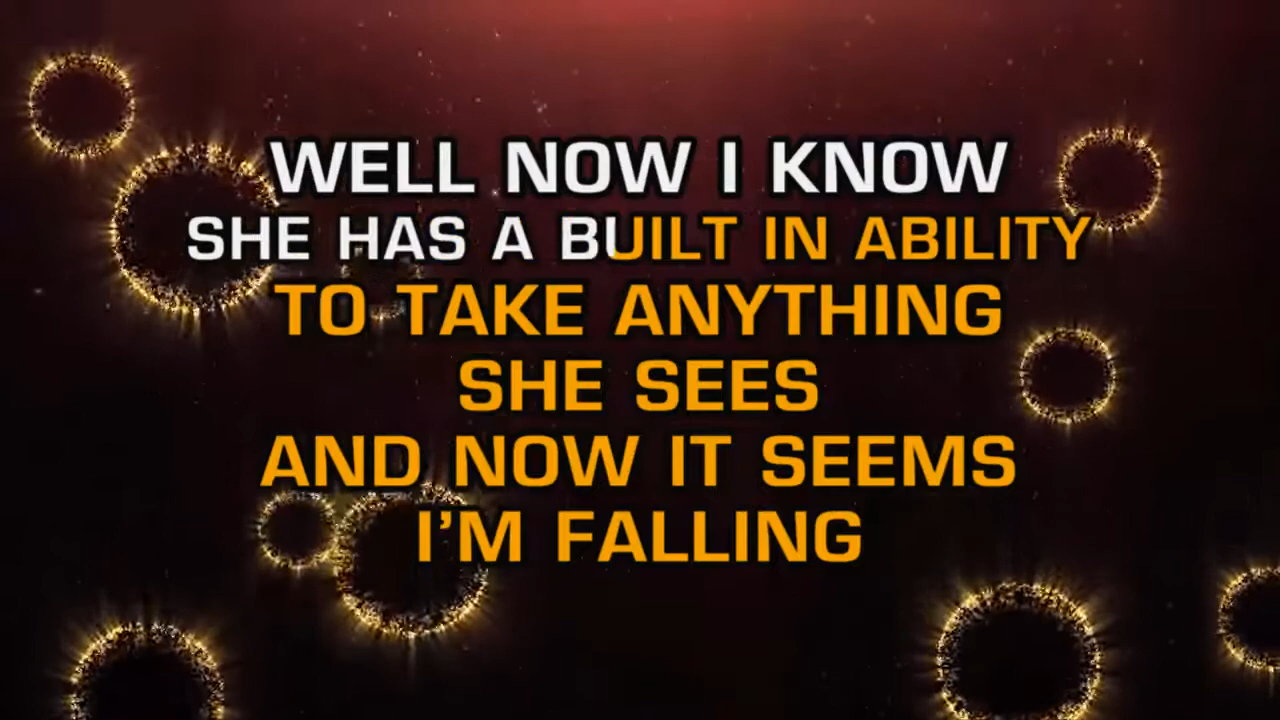 WELL NOW I KNOW
SHE HAS A BUILT IN ABILITY
TO TAKE ANYTHING
SHE SEES
AND NOW IT SEEMS
I'M FALLING